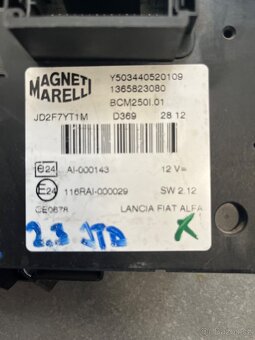 MAGNETI
MARELLI
Y503440520109
1365823080
BCM250I.01
JD2F7YT1M D369 28 12
e24 AI-000143 12 V=
E24 116RAI-000029 SW 2.12
CE0678 LANCIA FIAT ALFA
2.3 JTD X